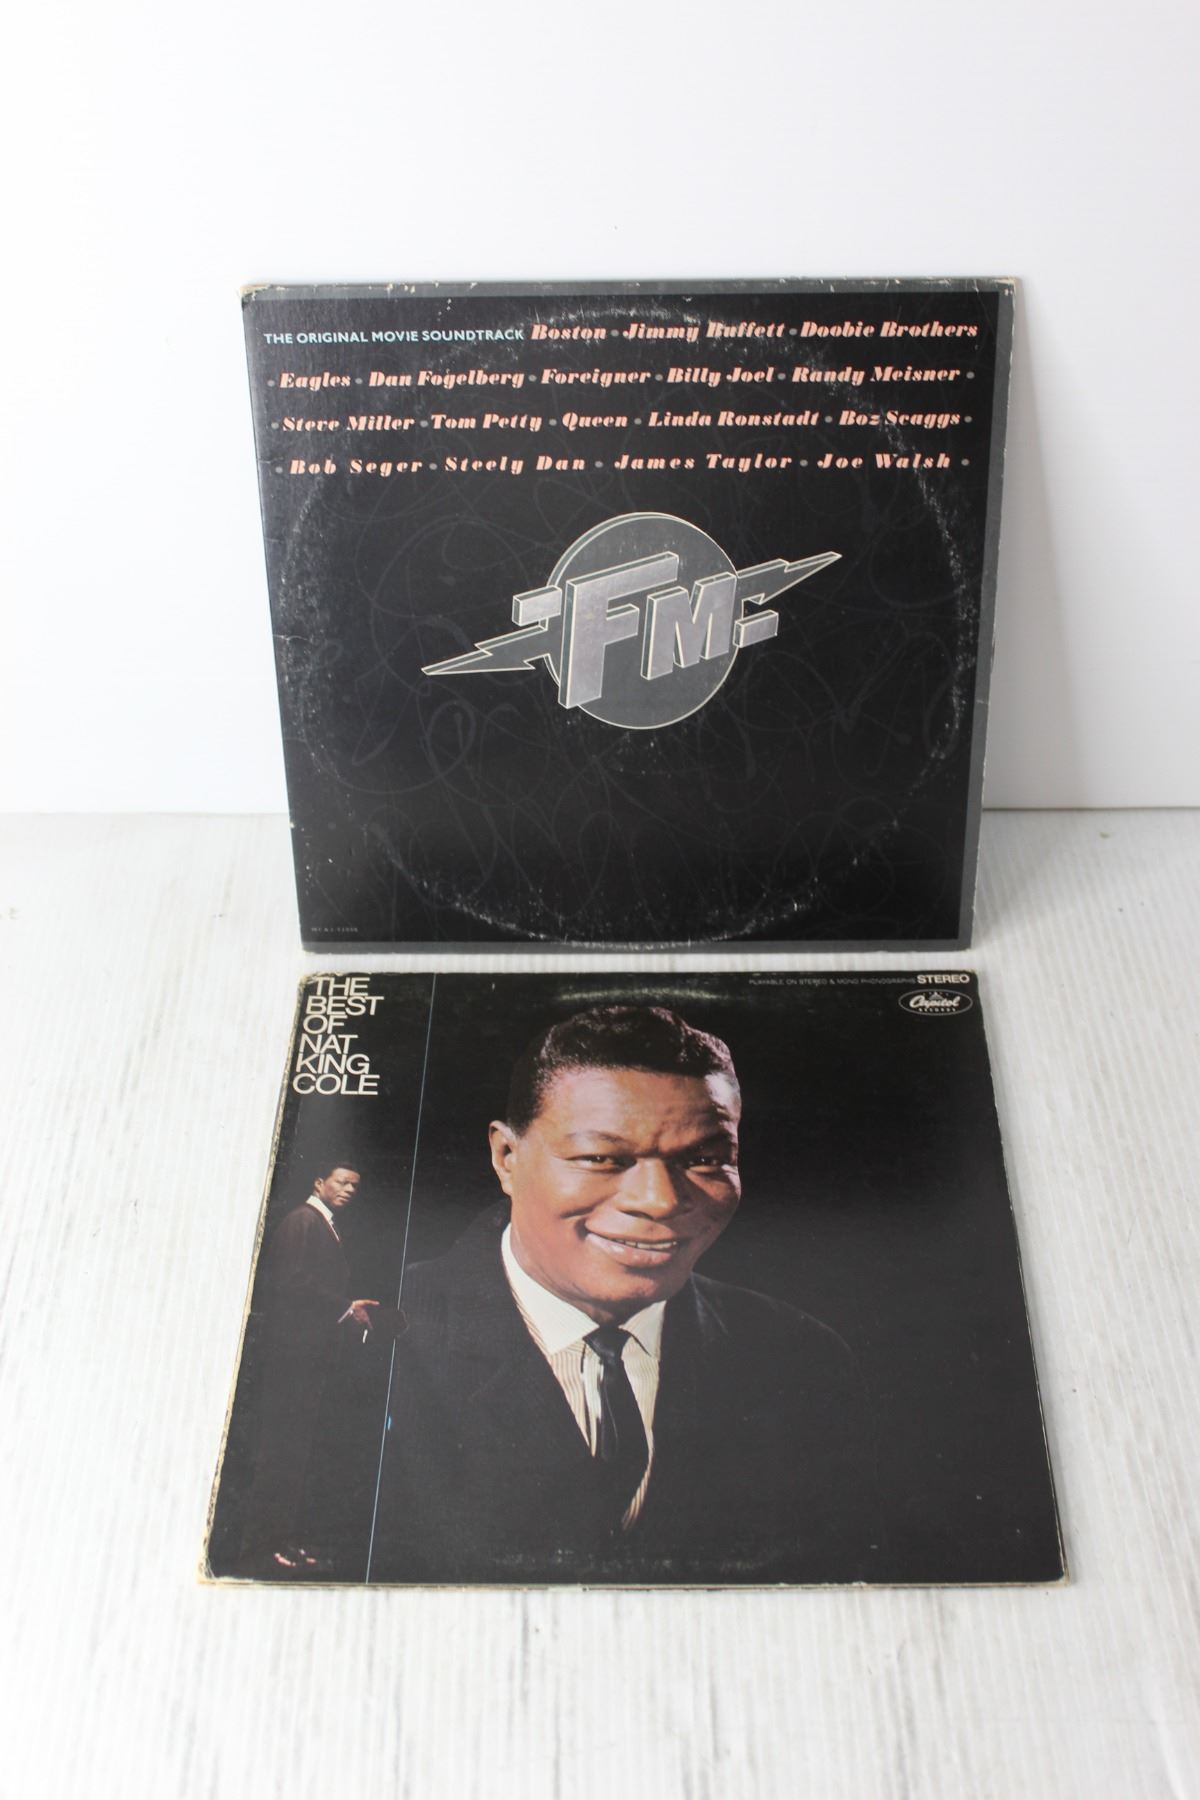 THE ORIGINAL MOVIE SOUNDTRACK Boston • Jimmy Buffett • Doobie Brothers
• Eagles • Dan Fogelberg • Foreigner • Billy Joel • Randy Meisner •
• Steve Miller • Tom Petty • Queen • Linda Ronstadt • Boz Scaggs •
• Bob Seger • Steely Dan • James Taylor • Joe Walsh •
FM
THE
BEST
OF
NAT
KING
COLE
PLAYABLE ON STEREO & MONO PHONOGRAPHS STEREO
Capitol
RECORDS